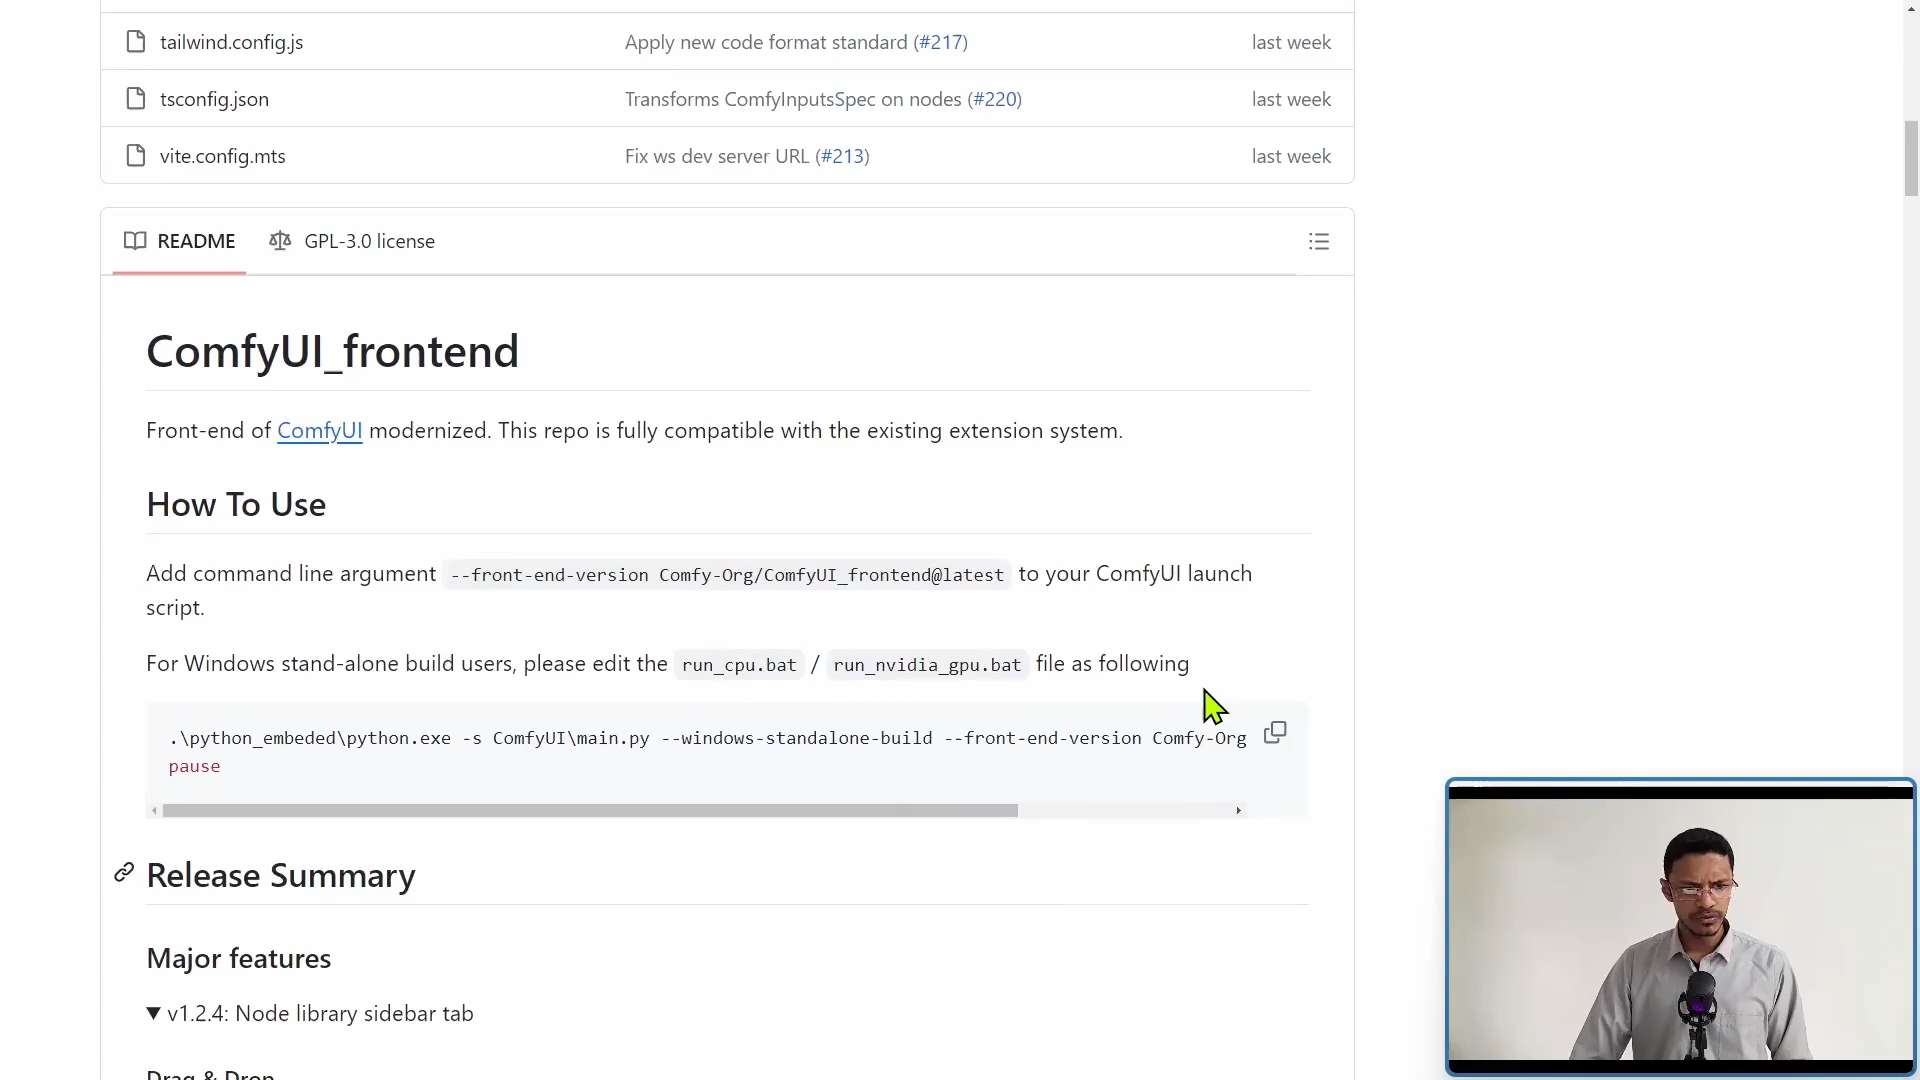 tailwind.config.js Apply new code format standard (#217) last week
tsconfig.json Transforms ComfyInputsSpec on nodes (#220) last week
vite.config.mts Fix ws dev server URL (#213) last week
README GPL-3.0 license
ComfyUI_frontend
Front-end of ComfyUI modernized. This repo is fully compatible with the existing extension system.
How To Use
Add command line argument --front-end-version Comfy-Org/ComfyUI_frontend@latest to your ComfyUI launch
script.
For Windows stand-alone build users, please edit the run_cpu.bat / run_nvidia_gpu.bat file as following
.\python_embeded\python.exe -s ComfyUI\main.py --windows-standalone-build --front-end-version Comfy-Org
pause
Release Summary
Major features
v1.2.4: Node library sidebar tab
Drag & Drop